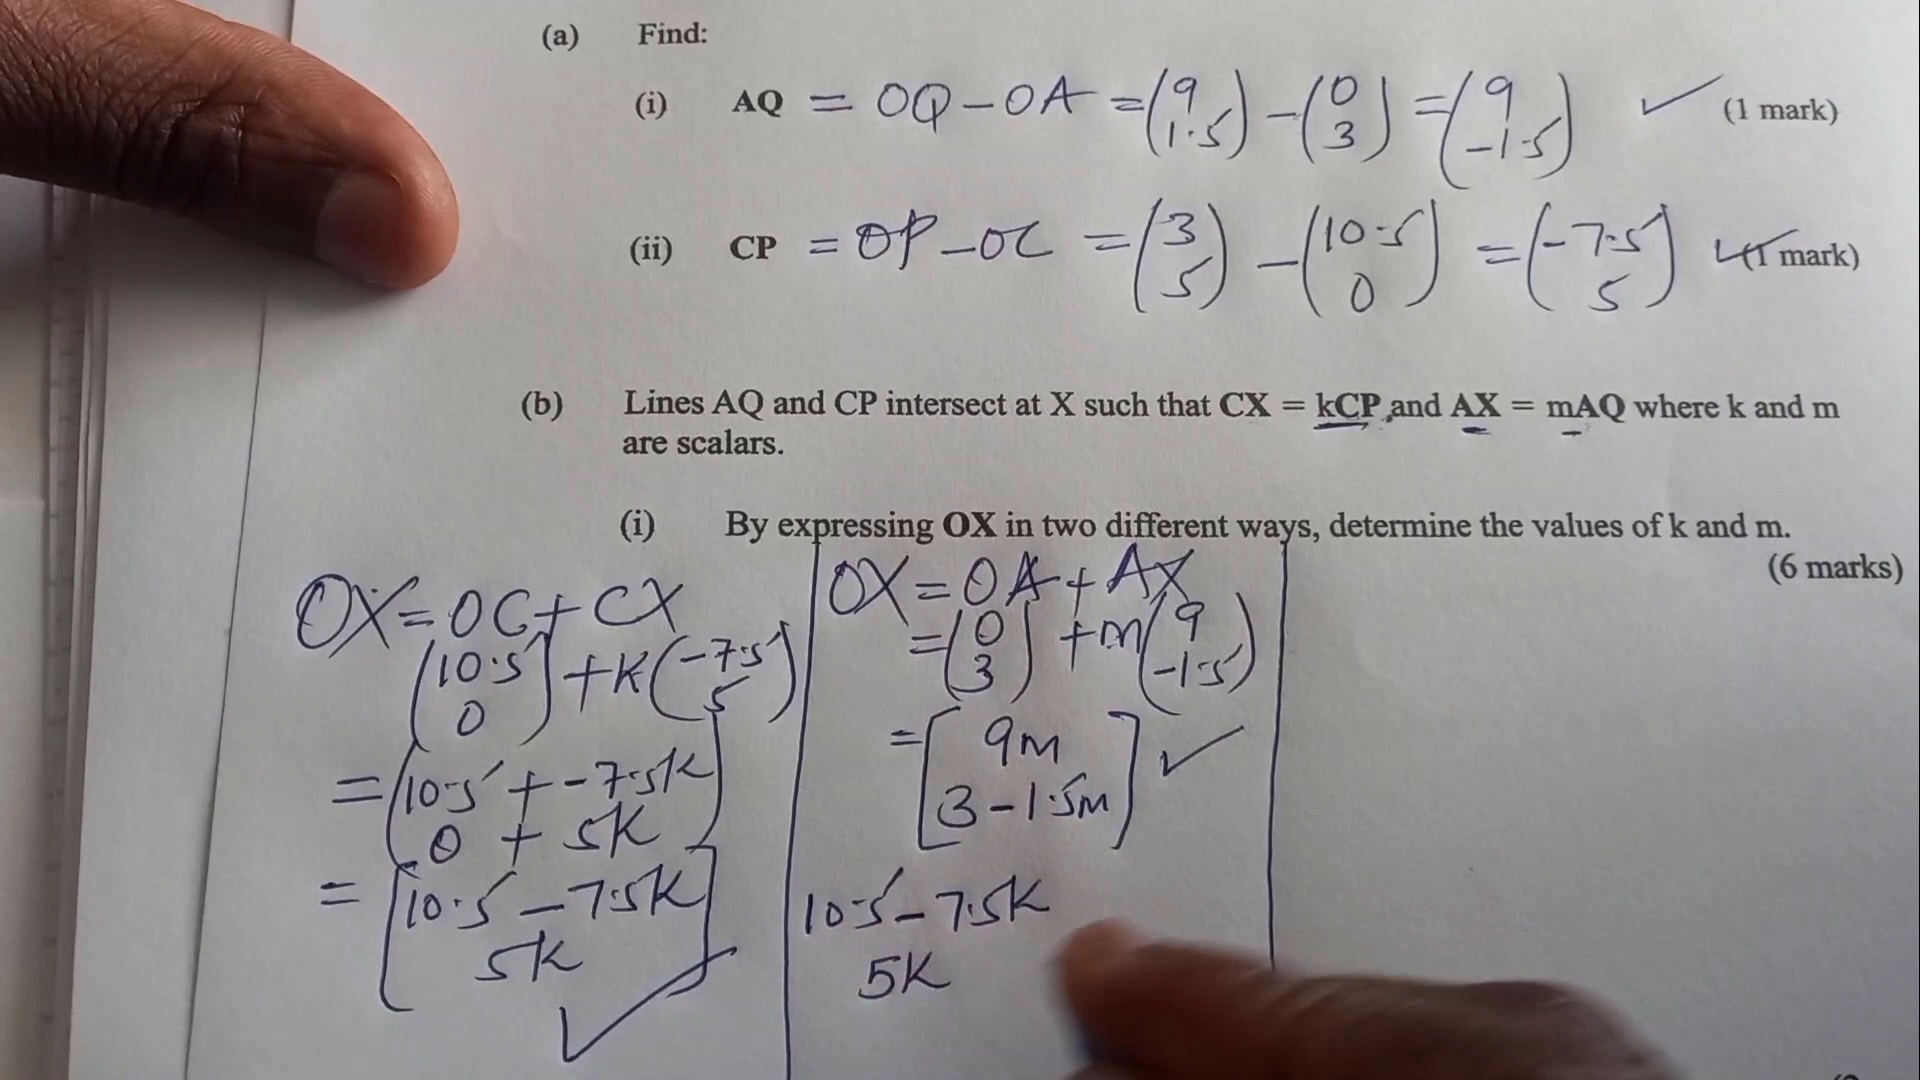 (a) Find:
(i) AQ = OQ - OA = (9 1.5) - (0 3) = (9 -1.5) ✓ (1 mark)
(ii) CP = OP - OC = (3 5) - (10.5 0) = (-7.5 5) ✓ (1 mark)
(b) Lines AQ and CP intersect at X such that CX = kCP and AX = mAQ where k and m
are scalars.
(i) By expressing OX in two different ways, determine the values of k and m.
(6 marks)
OX = OC + CX
(10.5 0) + K(-7.5 5)
= (10.5 + -7.5K 0 + 5K)
= [10.5 - 7.5K 5K] ✓
OX = OA + AX
= (0 3) + m(9 -1.5)
= [9m 3 - 1.5m] ✓
10.5 - 7.5K
5K